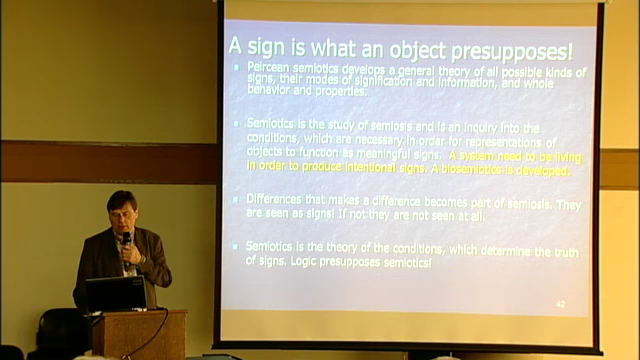 A sign is what an object presupposes!
Peircean semiotics develops a general theory of all possible kinds of
signs, their modes of signification and information, and whole
behavior and properties.
Semiotics is the study of semiosis and is an inquiry into the
conditions, which are necessary in order for representations of
objects to function as meaningful signs. A system need to be living
in order to produce intentional signs. A biosemiotics is developed.
Differences that makes a difference becomes part of semiosis. They
are seen as signs! If not they are not seen at all.
Semiotics is the theory of the conditions, which determine the truth
of signs. Logic presupposes semiotics!
42